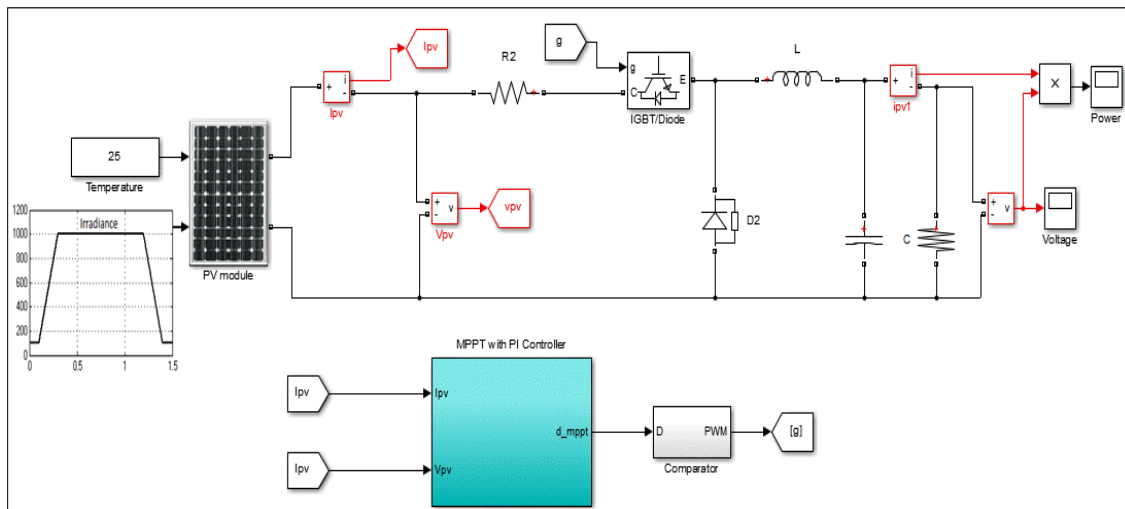 Ipv
g
R2
L
i
+
-
Ipv
g
C
E
IGBT/Diode
+
i
-
ipv1
X
Power
25
Temperature
PV module
+
-
v
Vpv
vpv
D2
C
+
-
v
Voltage
1200
1000
800
600
400
200
0
Irradiance
0
0.5
1
1.5
MPPT with PI Controller
Ipv
Ipv
Ipv
Vpv
d_mppt
D
PWM
Comparator
[g]